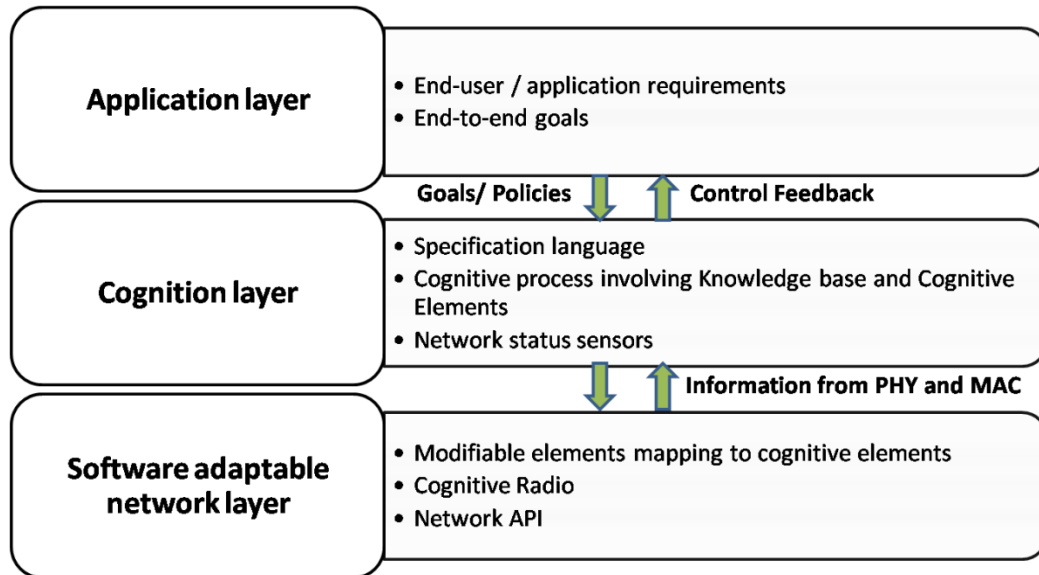 Application layer
• End-user / application requirements
• End-to-end goals
Goals/ Policies
Control Feedback
Cognition layer
• Specification language
• Cognitive process involving Knowledge base and Cognitive
Elements
• Network status sensors
Information from PHY and MAC
Software adaptable
network layer
• Modifiable elements mapping to cognitive elements
• Cognitive Radio
• Network API